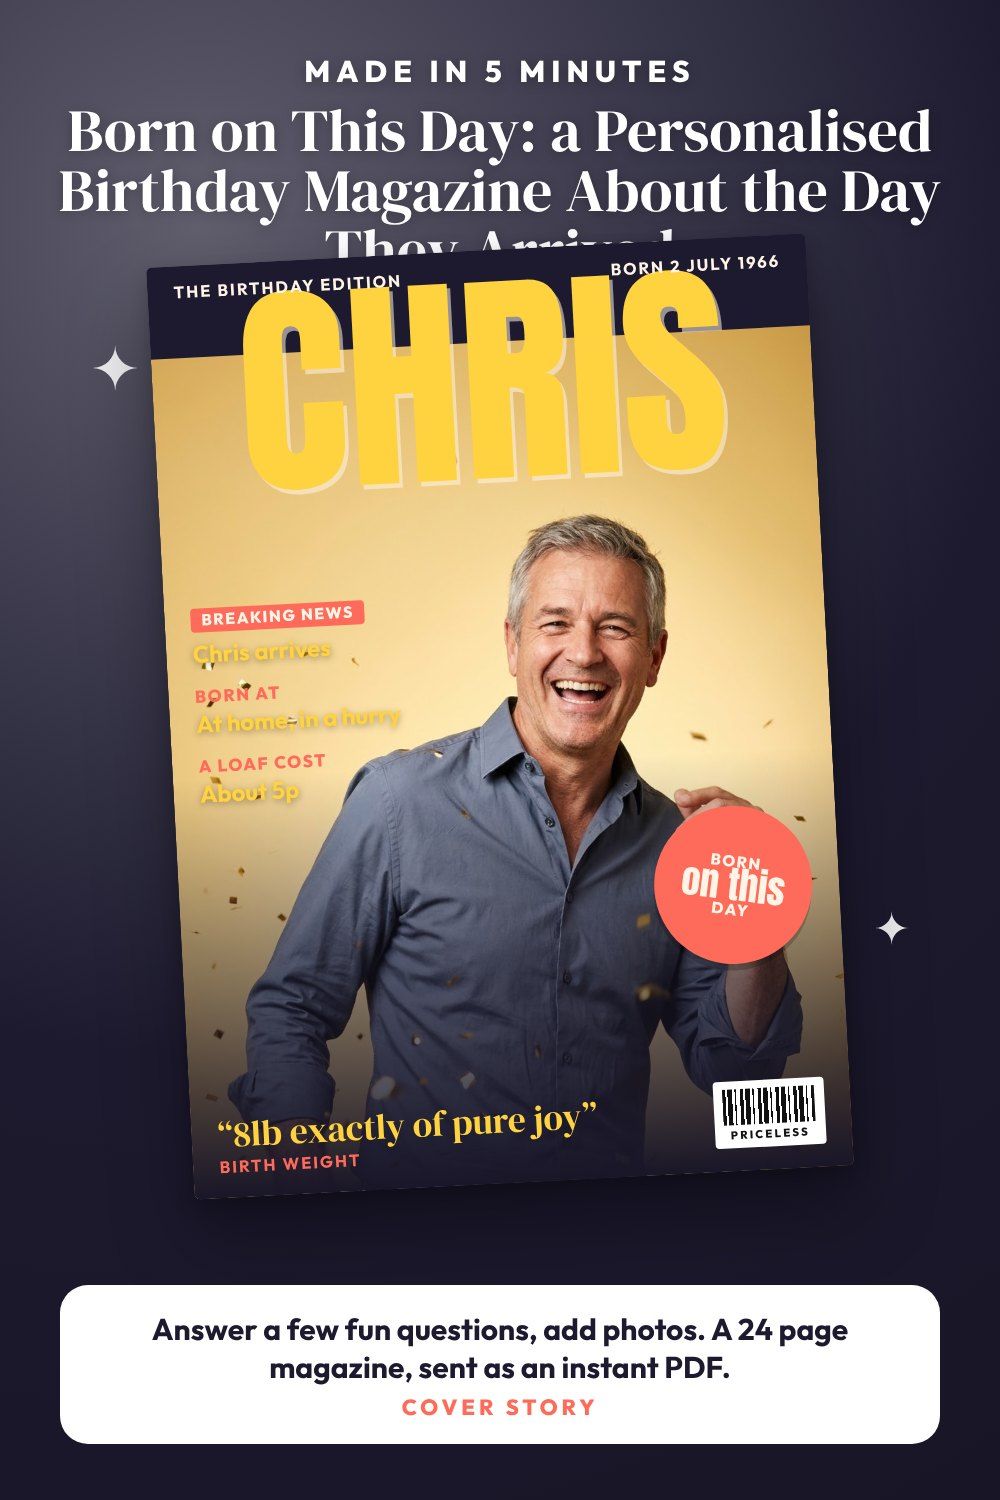 MADE IN 5 MINUTES
Born on This Day: a Personalised
Birthday Magazine About the Day
They Arrived
THE BIRTHDAY EDITION
BORN 2 JULY 1966
CHRIS
BREAKING NEWS
Chris arrives
BORN AT
At home, in a hurry
A LOAF COST
About 5p
BORN
on this
DAY
“8lb exactly of pure joy”
BIRTH WEIGHT
PRICELESS
Answer a few fun questions, add photos. A 24 page
magazine, sent as an instant PDF.
COVER STORY